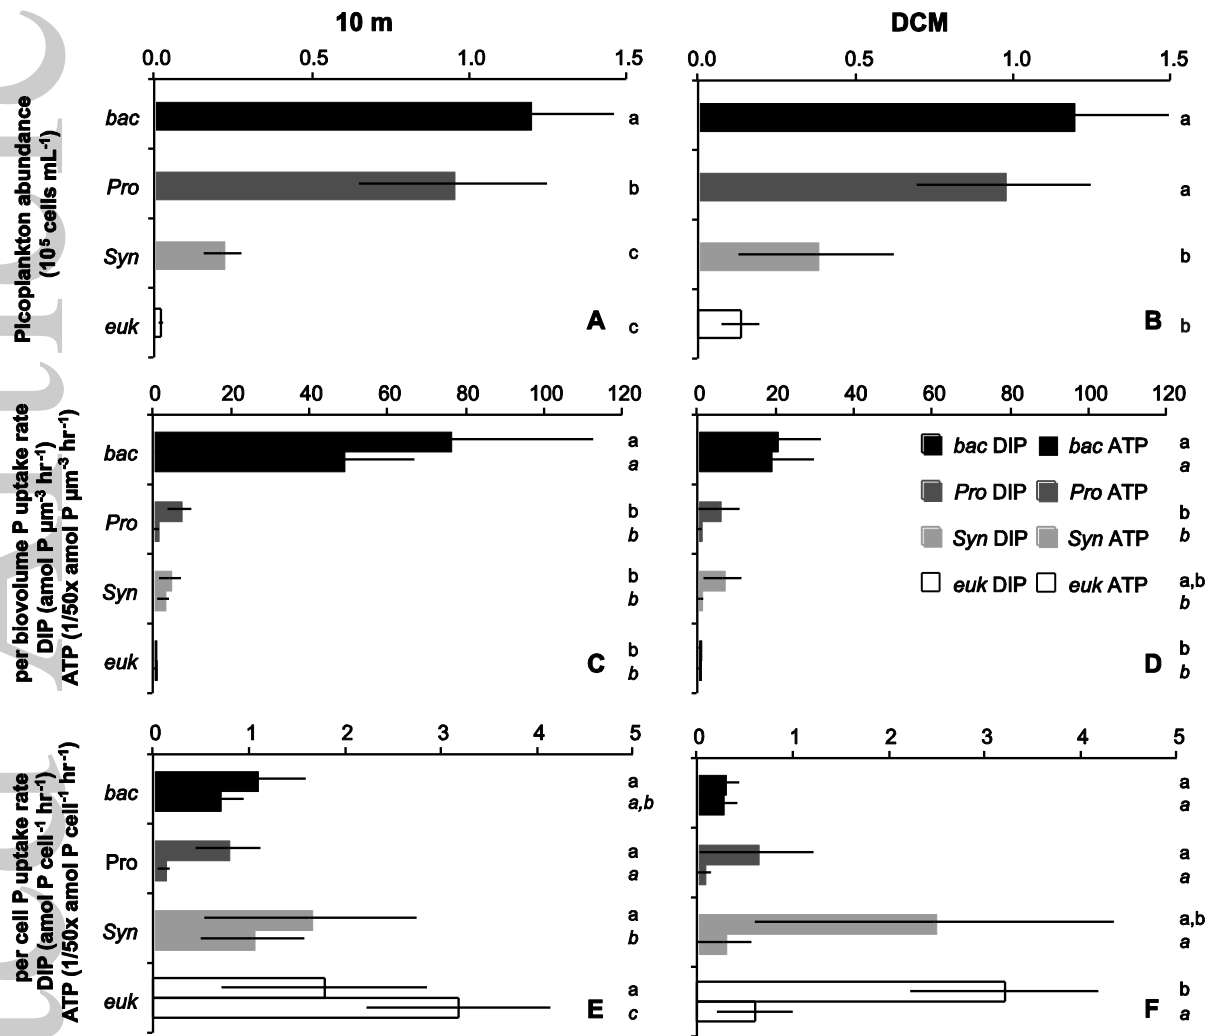 10 m
DCM
0.0 0.5 1.0 1.5
0.0 0.5 1.0 1.5
Picoplankton abundance
(10⁵ cells mL⁻¹)
bac a a
Pro b a
Syn c b
euk A c B b
0 20 40 60 80 100 120
0 20 40 60 80 100 120
per biovolume P uptake rate
DIP (amol P µm⁻³ hr⁻¹)
ATP (1/50x amol P µm⁻³ hr⁻¹)
bac a a
a a
Pro b b
b b
Syn b a,b
b b
euk b b
C b D b
bac DIP bac ATP
Pro DIP Pro ATP
Syn DIP Syn ATP
euk DIP euk ATP
0 1 2 3 4 5
0 1 2 3 4 5
per cell P uptake rate
DIP (amol P cell⁻¹ hr⁻¹)
ATP (1/50x amol P cell⁻¹ hr⁻¹)
bac a a
a,b a
Pro a a
a a
Syn a a,b
b a
euk a b
E c F a